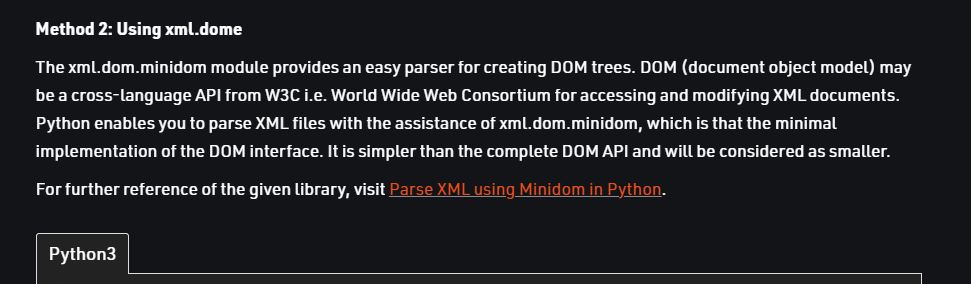 Method 2: Using xml.dome
The xml.dom.minidom module provides an easy parser for creating DOM trees. DOM (document object model) may
be a cross-language API from W3C i.e. World Wide Web Consortium for accessing and modifying XML documents.
Python enables you to parse XML files with the assistance of xml.dom.minidom, which is that the minimal
implementation of the DOM interface. It is simpler than the complete DOM API and will be considered as smaller.
For further reference of the given library, visit Parse XML using Minidom in Python.
Python3